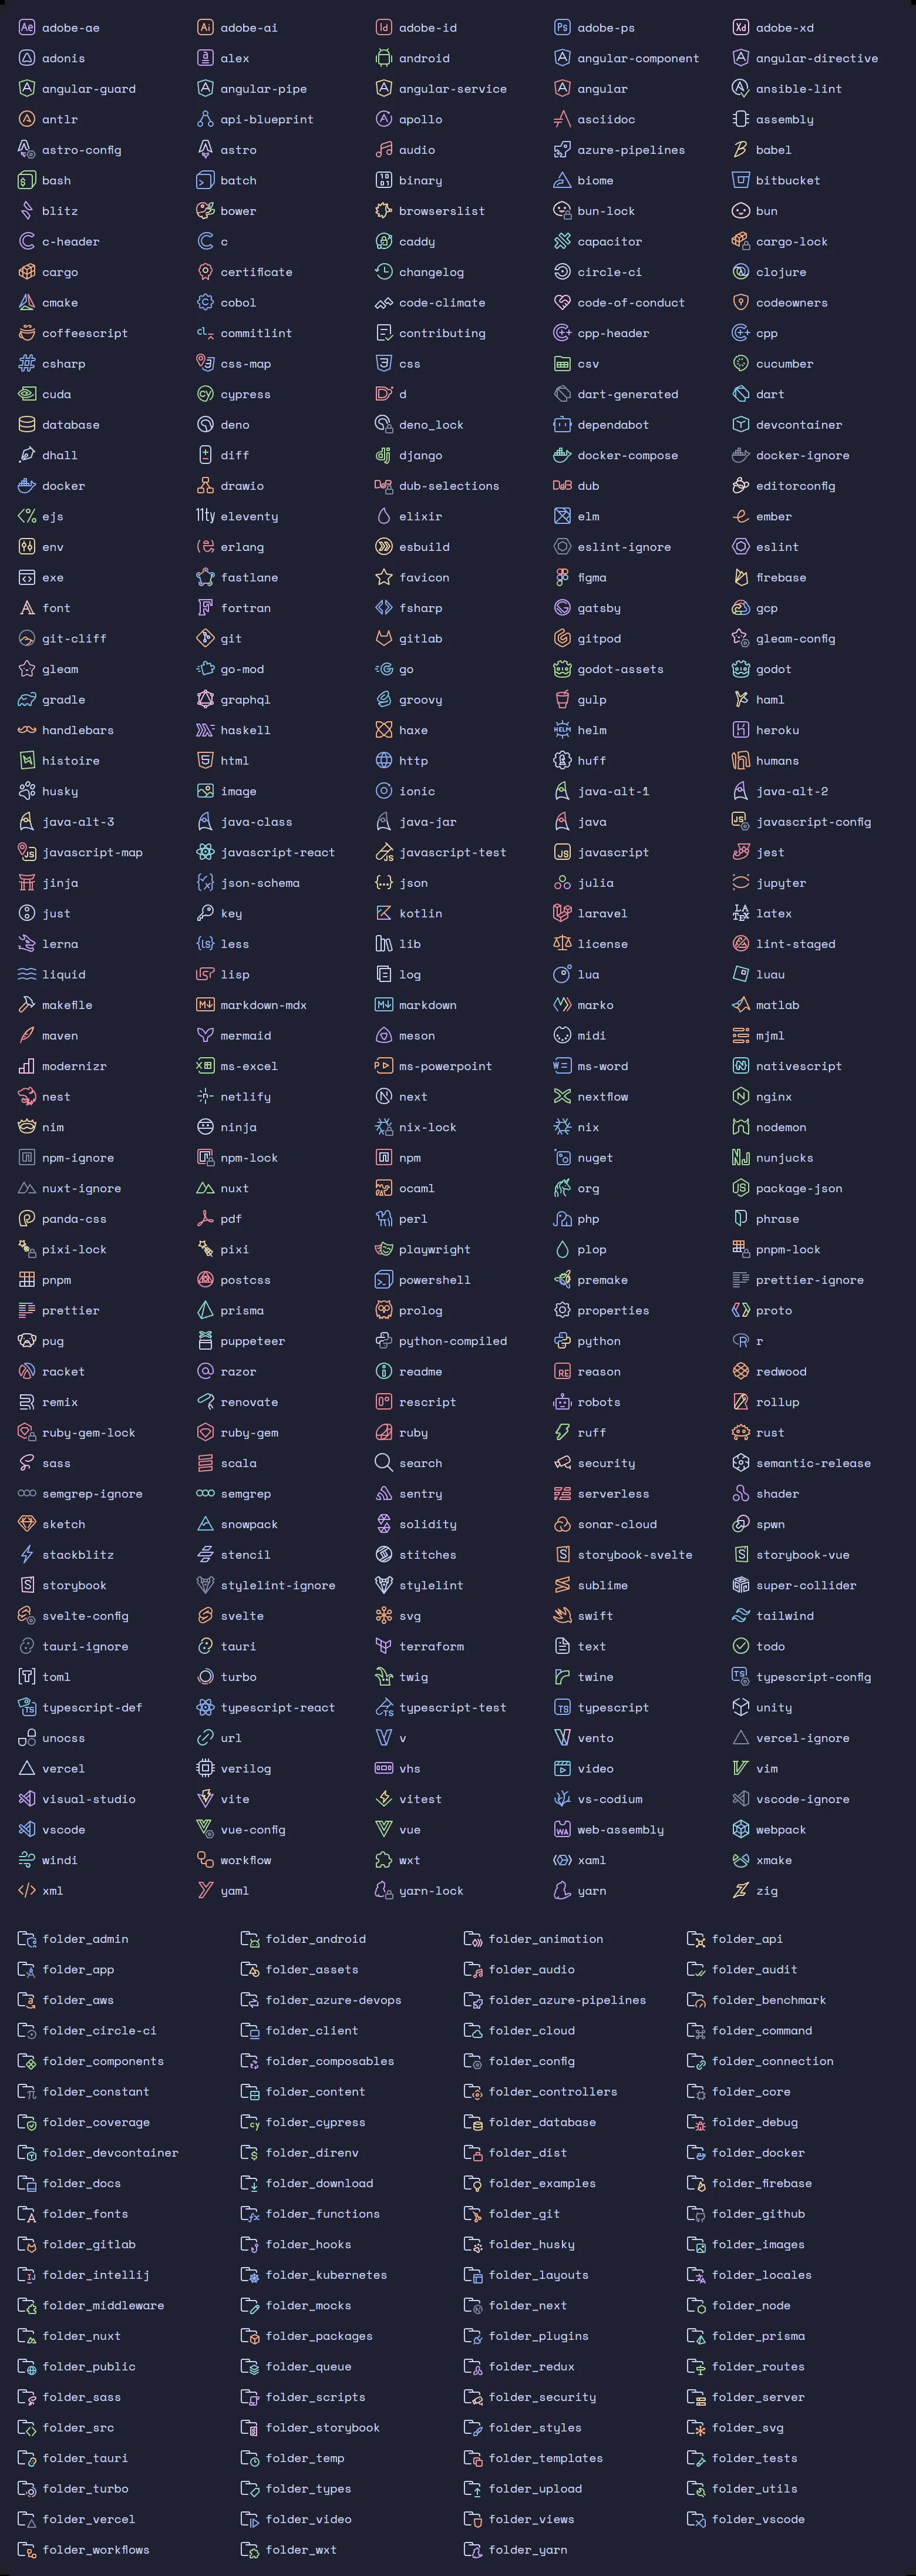 adobe-ae adobe-ai adobe-id adobe-ps adobe-xd
adonis alex android angular-component angular-directive
angular-guard angular-pipe angular-service angular ansible-lint
antlr api-blueprint apollo asciidoc assembly
astro-config astro audio azure-pipelines babel
bash batch binary biome bitbucket
blitz bower browserslist bun-lock bun
c-header c caddy capacitor cargo-lock
cargo certificate changelog circle-ci clojure
cmake cobol code-climate code-of-conduct codeowners
coffeescript commitlint contributing cpp-header cpp
csharp css-map css csv cucumber
cuda cypress d dart-generated dart
database deno deno_lock dependabot devcontainer
dhall diff django docker-compose docker-ignore
docker drawio dub-selections dub editorconfig
ejs eleventy elixir elm ember
env erlang esbuild eslint-ignore eslint
exe fastlane favicon figma firebase
font fortran fsharp gatsby gcp
git-cliff git gitlab gitpod gleam-config
gleam go-mod go godot-assets godot
gradle graphql groovy gulp haml
handlebars haskell haxe helm heroku
histoire html http huff humans
husky image ionic java-alt-1 java-alt-2
java-alt-3 java-class java-jar java javascript-config
javascript-map javascript-react javascript-test javascript jest
jinja json-schema json julia jupyter
just key kotlin laravel latex
lerna less lib license lint-staged
liquid lisp log lua luau
makefile markdown-mdx markdown marko matlab
maven mermaid meson midi mjml
modernizr ms-excel ms-powerpoint ms-word nativescript
nest netlify next nextflow nginx
nim ninja nix-lock nix nodemon
npm-ignore npm-lock npm nuget nunjucks
nuxt-ignore nuxt ocaml org package-json
panda-css pdf perl php phrase
pixi-lock pixi playwright plop pnpm-lock
pnpm postcss powershell premake prettier-ignore
prettier prisma prolog properties proto
pug puppeteer python-compiled python r
racket razor readme reason redwood
remix renovate rescript robots rollup
ruby-gem-lock ruby-gem ruby ruff rust
sass scala search security semantic-release
semgrep-ignore semgrep sentry serverless shader
sketch snowpack solidity sonar-cloud spwn
stackblitz stencil stitches storybook-svelte storybook-vue
storybook stylelint-ignore stylelint sublime super-collider
svelte-config svelte svg swift tailwind
tauri-ignore tauri terraform text todo
toml turbo twig twine typescript-config
typescript-def typescript-react typescript-test typescript unity
unocss url v vento vercel-ignore
vercel verilog vhs video vim
visual-studio vite vitest vs-codium vscode-ignore
vscode vue-config vue web-assembly webpack
windi workflow wxt xaml xmake
xml yaml yarn-lock yarn zig
folder_admin folder_android folder_animation folder_api
folder_app folder_assets folder_audio folder_audit
folder_aws folder_azure-devops folder_azure-pipelines folder_benchmark
folder_circle-ci folder_client folder_cloud folder_command
folder_components folder_composables folder_config folder_connection
folder_constant folder_content folder_controllers folder_core
folder_coverage folder_cypress folder_database folder_debug
folder_devcontainer folder_direnv folder_dist folder_docker
folder_docs folder_download folder_examples folder_firebase
folder_fonts folder_functions folder_git folder_github
folder_gitlab folder_hooks folder_husky folder_images
folder_intellij folder_kubernetes folder_layouts folder_locales
folder_middleware folder_mocks folder_next folder_node
folder_nuxt folder_packages folder_plugins folder_prisma
folder_public folder_queue folder_redux folder_routes
folder_sass folder_scripts folder_security folder_server
folder_src folder_storybook folder_styles folder_svg
folder_tauri folder_temp folder_templates folder_tests
folder_turbo folder_types folder_upload folder_utils
folder_vercel folder_video folder_views folder_vscode
folder_workflows folder_wxt folder_yarn